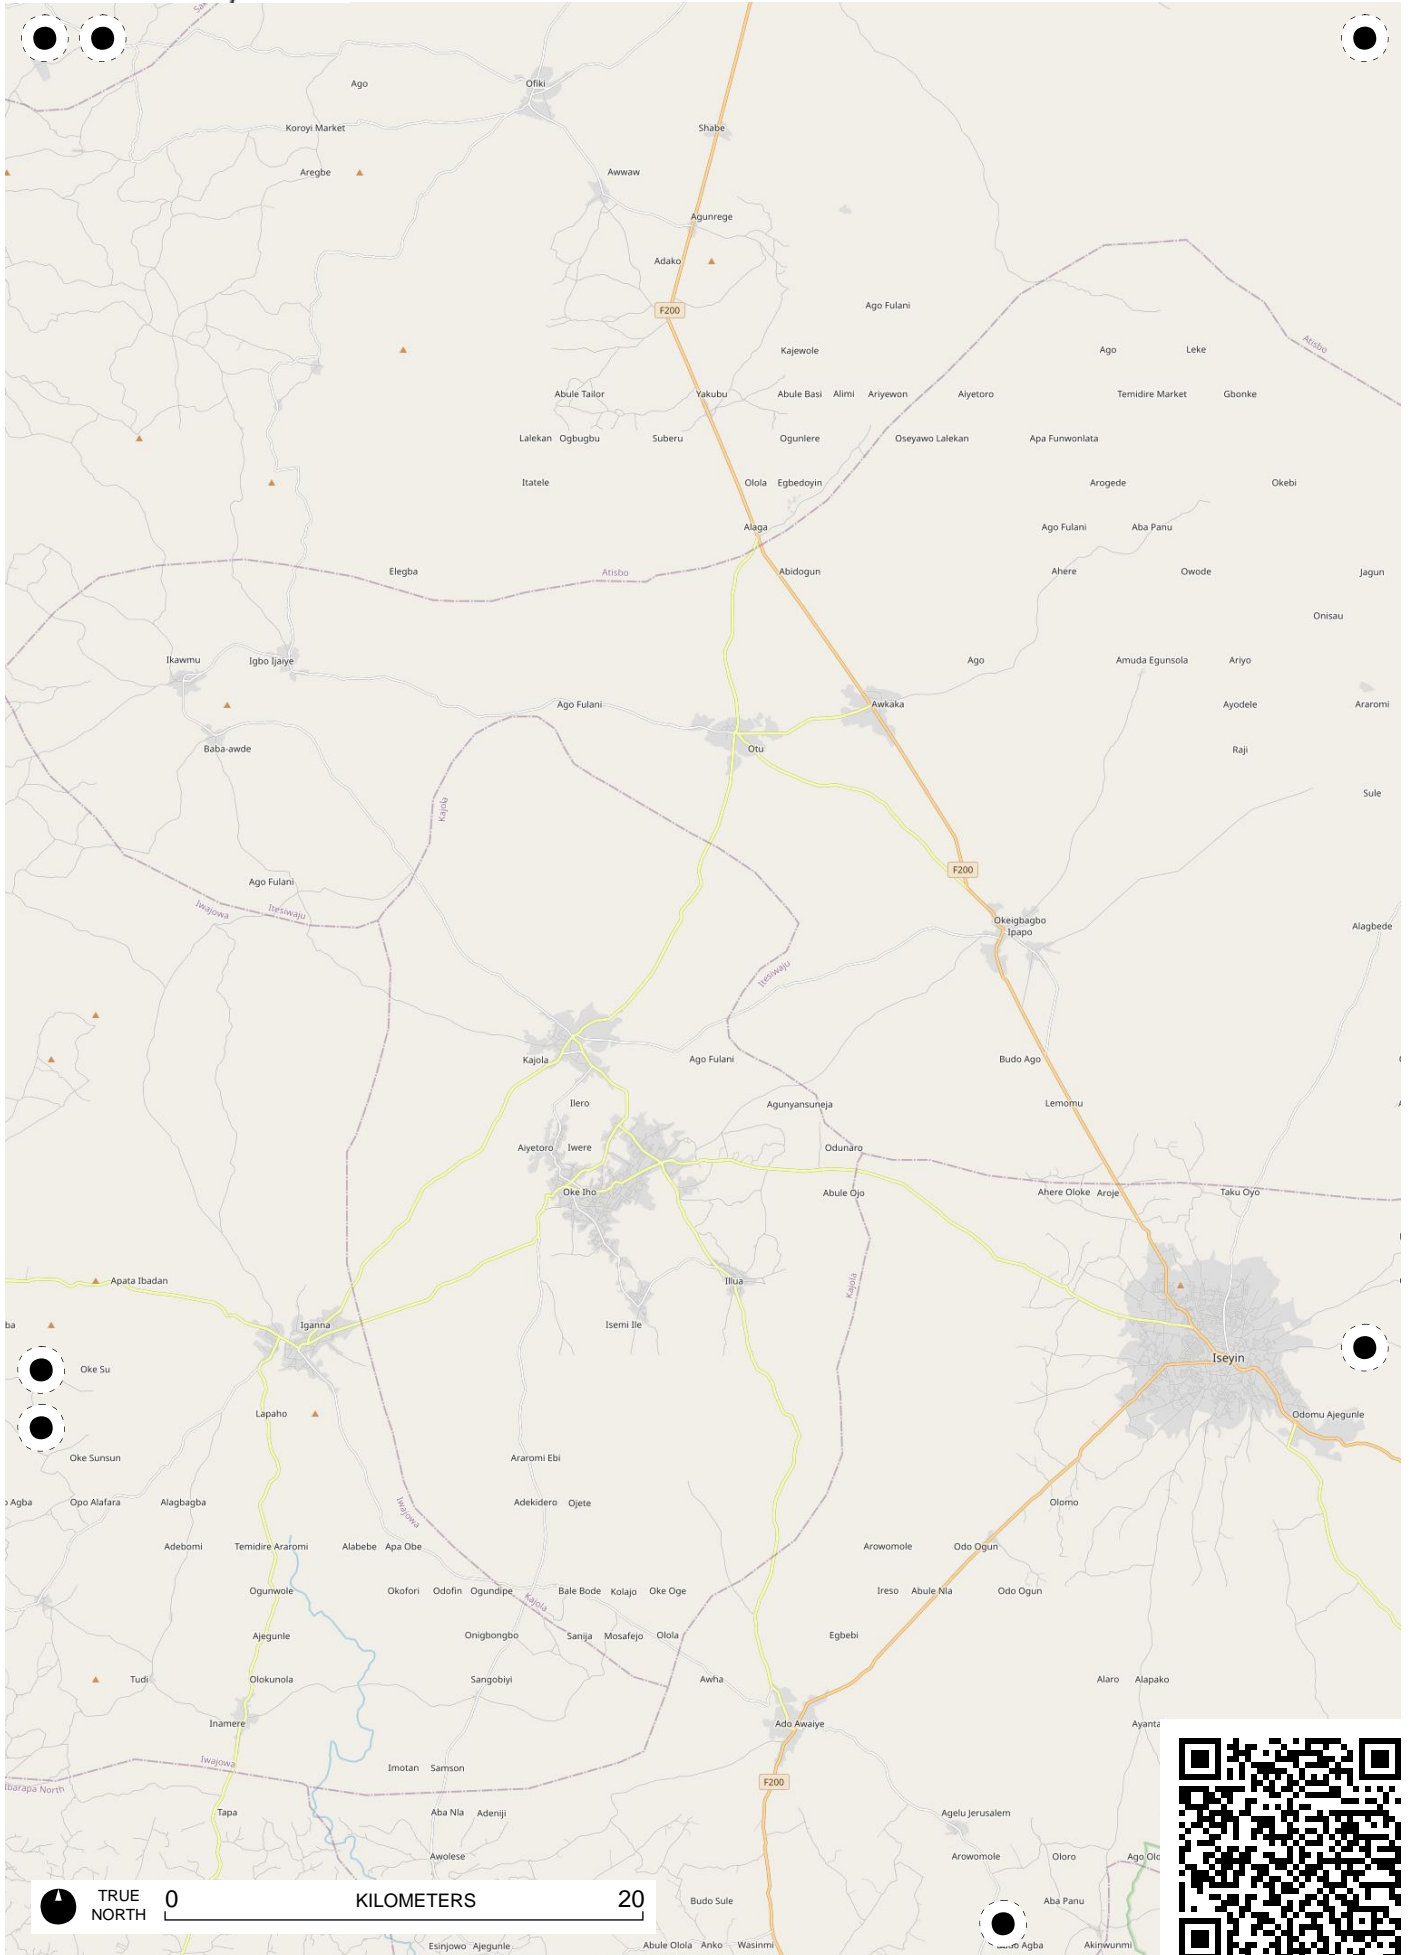 Ago
Ofiki
Koroyi Market
Shabe
Aregbe
Awwaw
Agunrege
Adako
F200
Ago Fulani
Atisbo
Kajewole
Ago
Leke
Abule Tailor
Yakubu
Abule Basi
Alimi
Ariyewon
Aiyetoro
Temidire Market
Gbonke
Lalekan
Ogbugbu
Suberu
Ogunlere
Oseyawo Lalekan
Apa Funwonlata
Itatele
Olola
Egbedoyin
Arogede
Okebi
Alaga
Ago Fulani
Aba Panu
Elegba
Atisbo
Abidogun
Ahere
Owode
Jagun
Onisau
Ikawmu
Igbo Ijaiye
Ago
Amuda Egunsola
Ariyo
Ago Fulani
Awkaka
Ayodele
Araromi
Baba-awde
Otu
Raji
Kajola
Sule
F200
Ago Fulani
Iwajowa
Itesiwaju
Okeigbagbo
Ipapo
Alagbede
Itesiwaju
Kajola
Ago Fulani
Budo Ago
Ilero
Agunyansuneja
Lemomu
Aiyetoro
Iwere
Odunaro
Oke Iho
Abule Ojo
Ahere Oloke
Aroje
Taku Oyo
Apata Ibadan
Illua
Kajola
ba
Iganna
Isemi Ile
Oke Su
Iseyin
Lapaho
Odomu Ajegunle
Oke Sunsun
Araromi Ebi
Agba
Opo Alafara
Alagbagba
Iwajowa
Adekidero
Ojete
Olomo
Adebomi
Temidire Araromi
Alabebe
Apa Obe
Arowomole
Odo Ogun
Ogunwole
Okofori
Odofin
Ogundipe
Kajola
Bale Bode
Kolajo
Oke Oge
Ireso
Abule Nla
Odo Ogun
Ajegunle
Onigbongbo
Sanija
Mosafejo
Olola
Egbebi
Tudi
Olokunola
Sangobiyi
Awha
Alaro
Alapako
Inamere
Ado Awaiye
Ayanta
Iwajowa
Ibarapa North
Imotan
Samson
F200
Tapa
Aba Nla
Adeniji
Agelu Jerusalem
Awolese
Arowomole
Oloro
Ago Olo
TRUE
NORTH
0 KILOMETERS 20
Budo Sule
Aba Panu
Esinjowo
Ajegunle
Abule Olola
Anko
Wasinmi
Agba
Akinwunmi